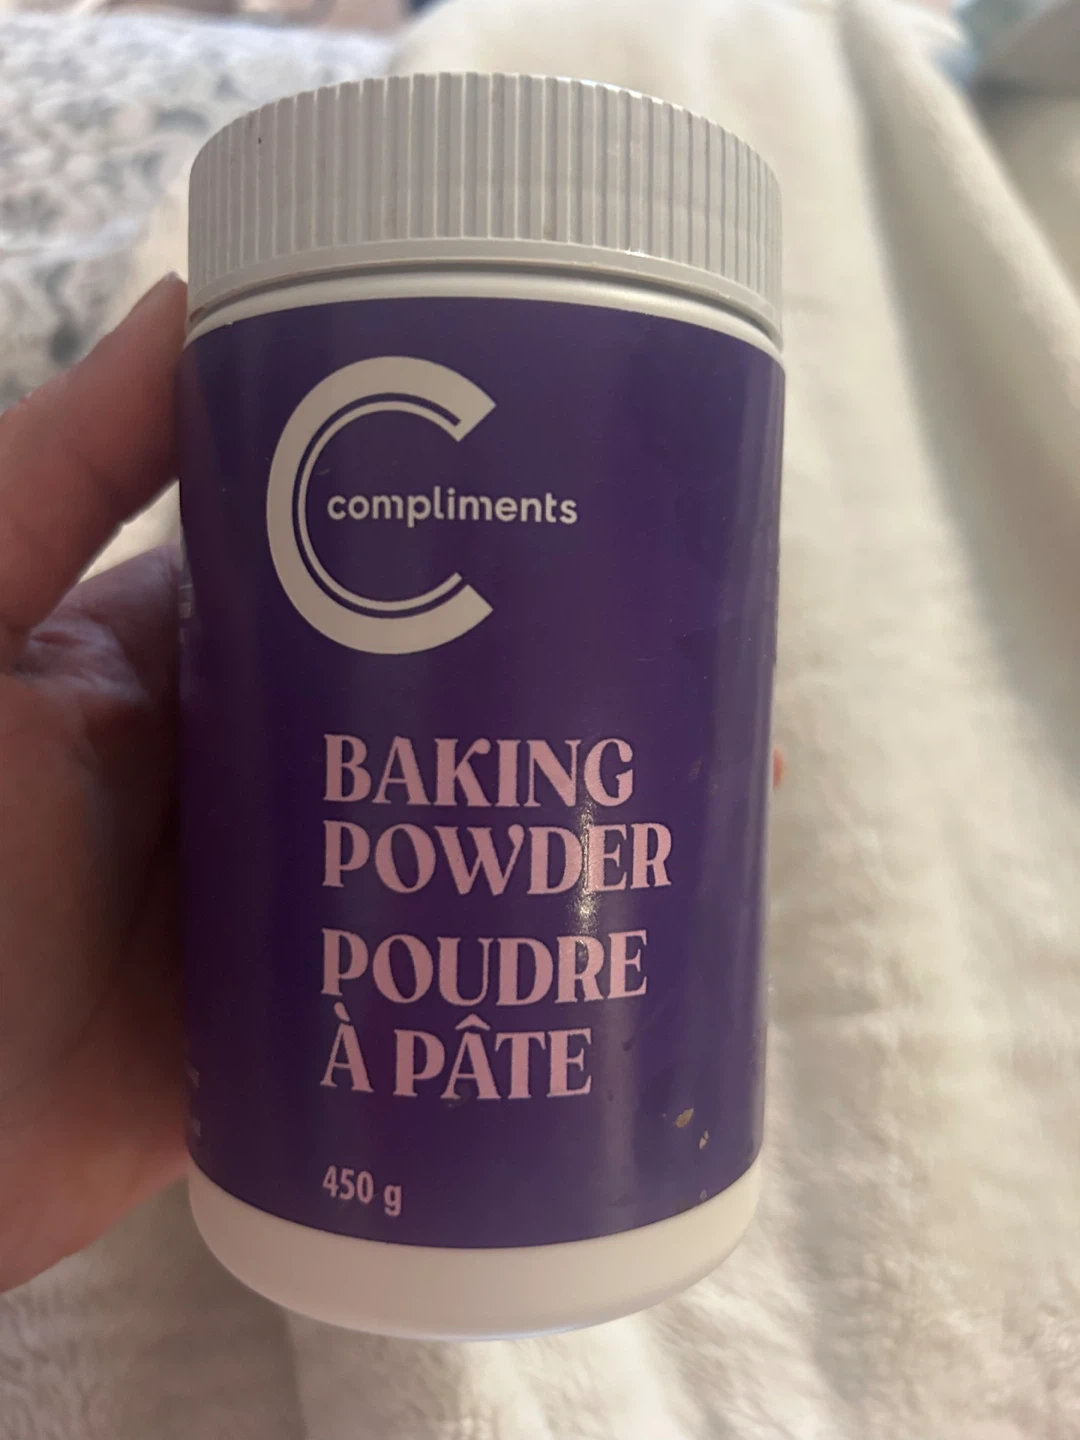 compliments
BAKING
POWDER
POUDRE
À PÂTE
450 g